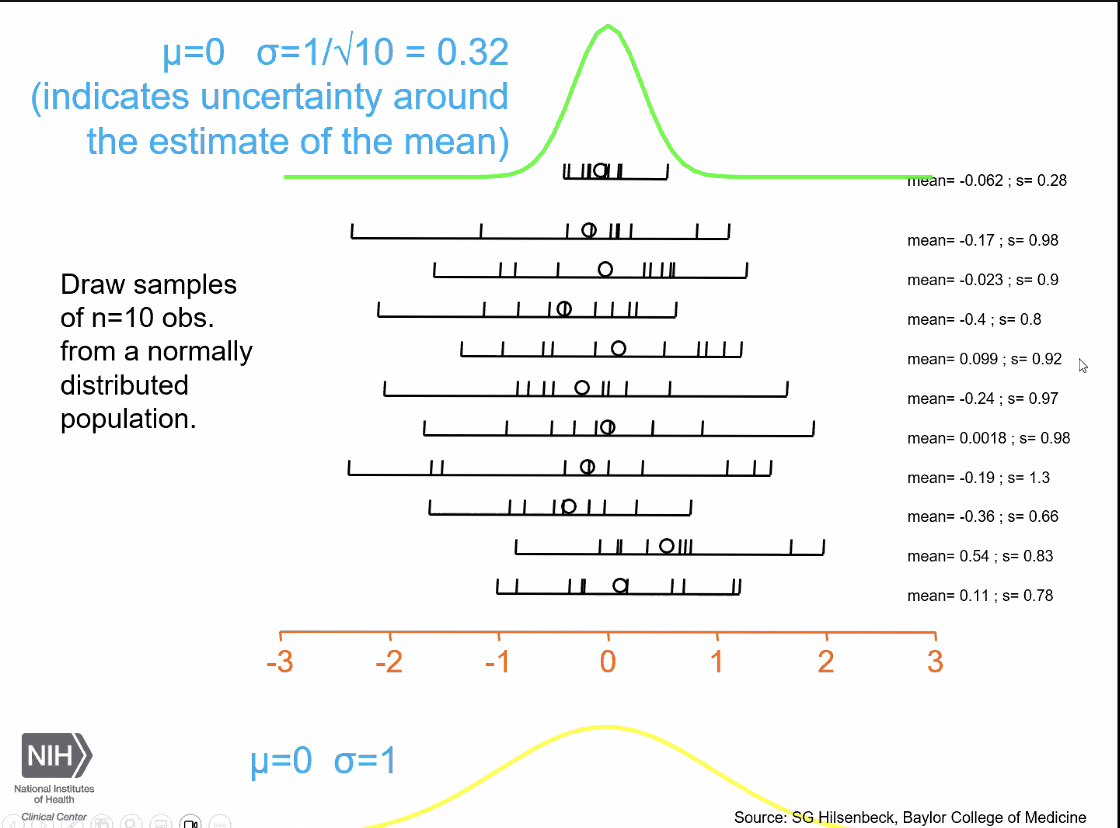 μ=0 σ=1/√10 = 0.32
(indicates uncertainty around
the estimate of the mean)
mean= -0.062 ; s= 0.28
mean= -0.17 ; s= 0.98
mean= -0.023 ; s= 0.9
Draw samples
of n=10 obs.
from a normally
distributed
population.
mean= -0.4 ; s= 0.8
mean= 0.099 ; s= 0.92
mean= -0.24 ; s= 0.97
mean= 0.0018 ; s= 0.98
mean= -0.19 ; s= 1.3
mean= -0.36 ; s= 0.66
mean= 0.54 ; s= 0.83
mean= 0.11 ; s= 0.78
-3 -2 -1 0 1 2 3
μ=0 σ=1
NIH
National Institutes
of Health
Clinical Center
Source: SG Hilsenbeck, Baylor College of Medicine